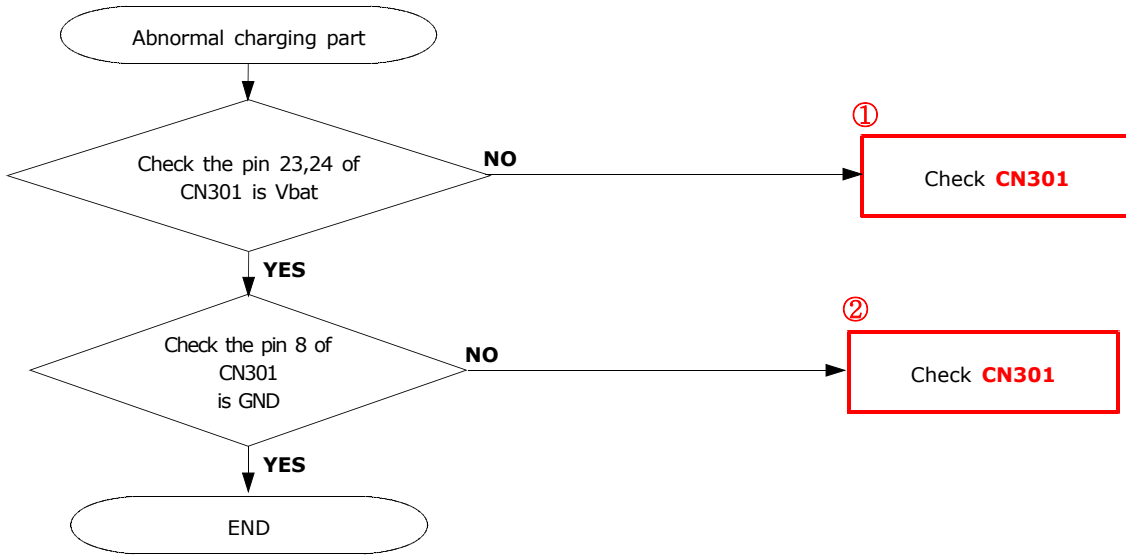 Abnormal charging part
①
Check the pin 23,24 of
CN301 is Vbat
NO
Check CN301
YES
②
Check the pin 8 of
CN301
is GND
NO
Check CN301
YES
END